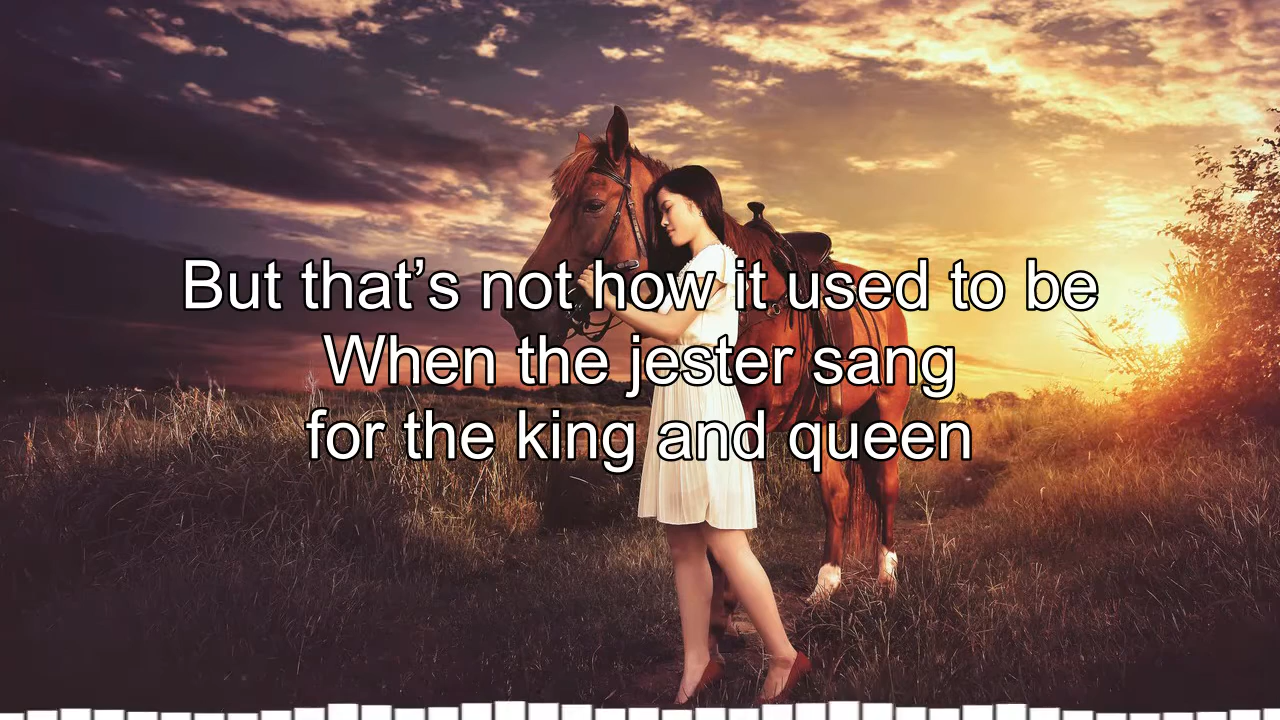 But that’s not how it used to be
When the jester sang
for the king and queen